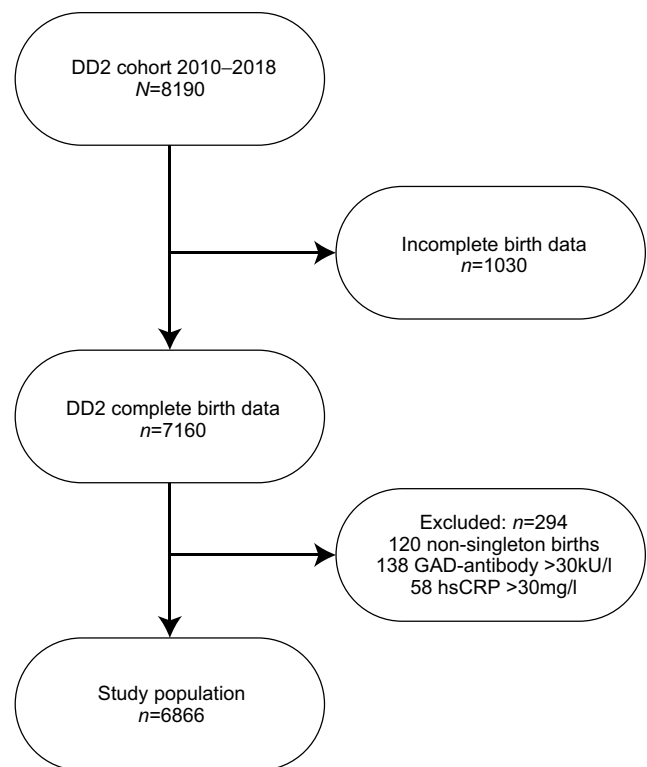 DD2 cohort 2010–2018
N=8190
Incomplete birth data
n=1030
DD2 complete birth data
n=7160
Excluded: n=294
120 non-singleton births
138 GAD-antibody >30kU/l
58 hsCRP >30mg/l
Study population
n=6866